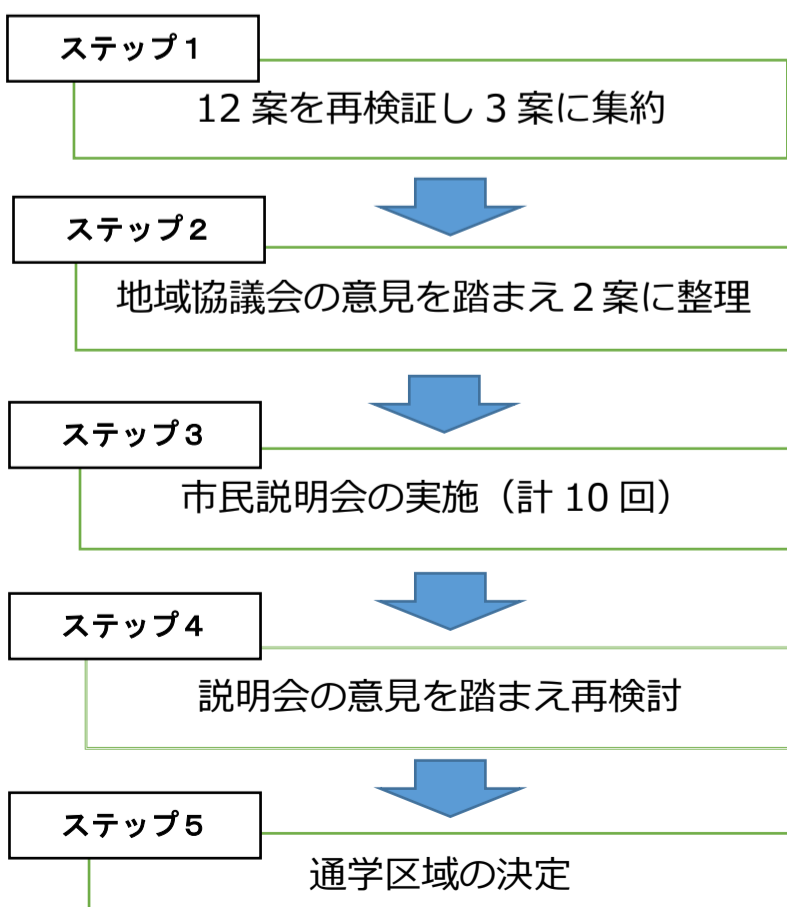 ステップ１
12 案を再検証し 3 案に集約
ステップ２
地域協議会の意見を踏まえ２案に整理
ステップ３
市民説明会の実施（計 10 回）
ステップ４
説明会の意見を踏まえ再検討
ステップ５
通学区域の決定